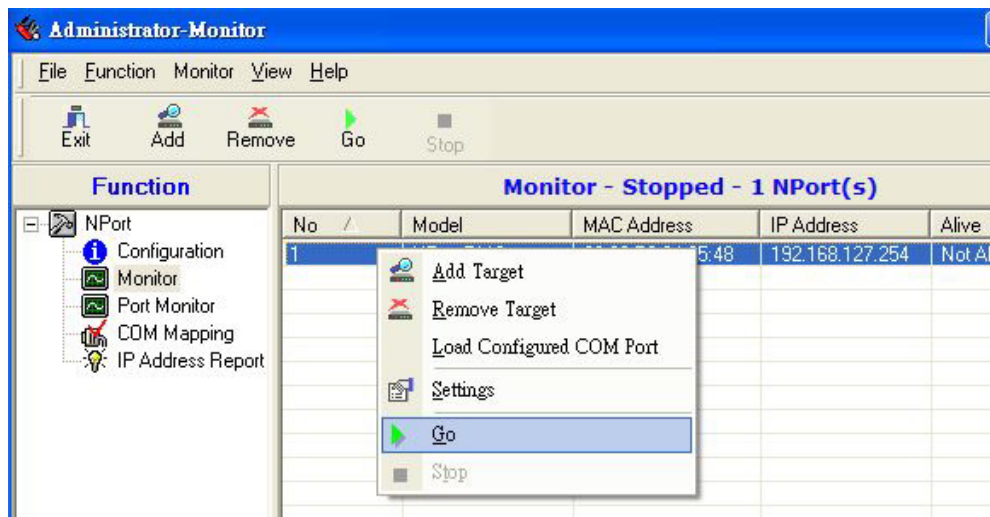 Administrator-Monitor
File Function Monitor View Help
Exit Add Remove Go Stop
Function
Monitor - Stopped - 1 NPort(s)
NPort
Configuration
Monitor
Port Monitor
COM Mapping
IP Address Report
No Model MAC Address IP Address Alive
1 5:48 192.168.127.254 Not Al
Add Target
Remove Target
Load Configured COM Port
Settings
Go
Stop